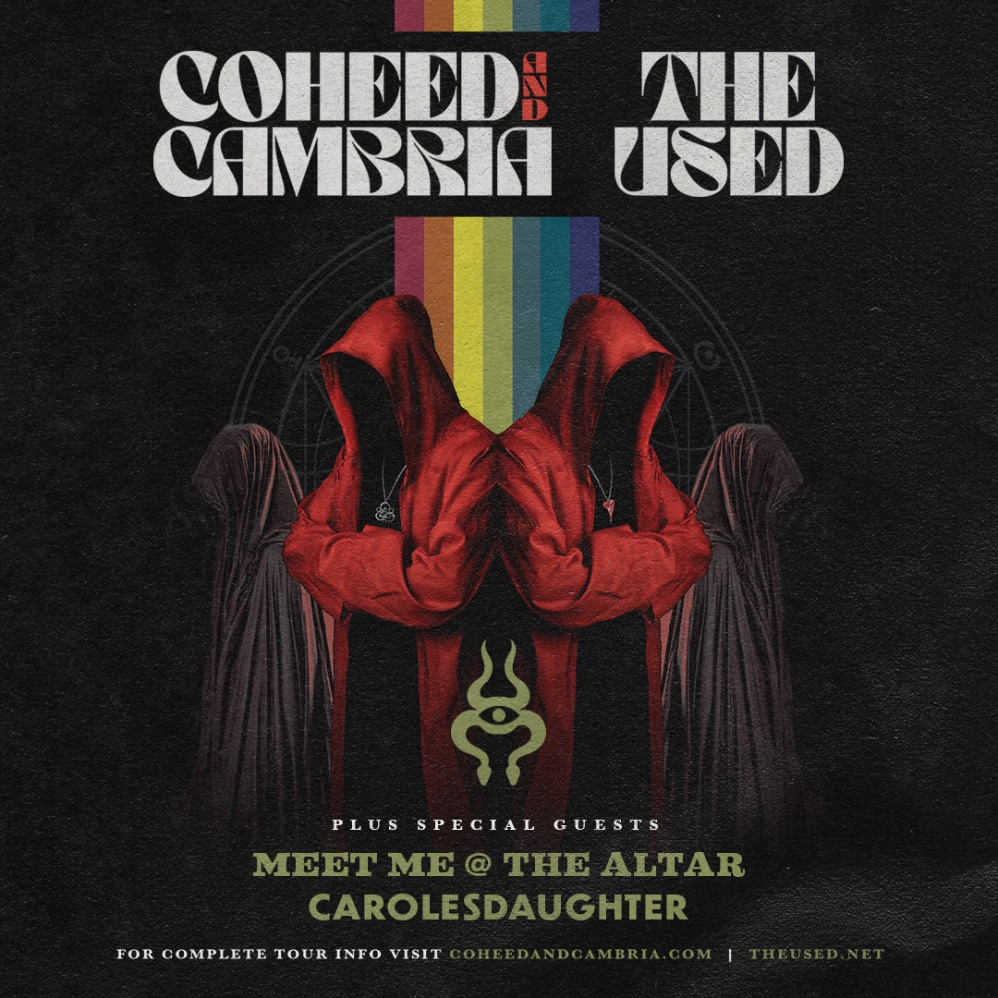 COHEED AND
CAMBRIA
THE
USED
PLUS SPECIAL GUESTS
MEET ME @ THE ALTAR
CAROLESDAUGHTER
FOR COMPLETE TOUR INFO VISIT COHEEDANDCAMBRIA.COM | THEUSED.NET